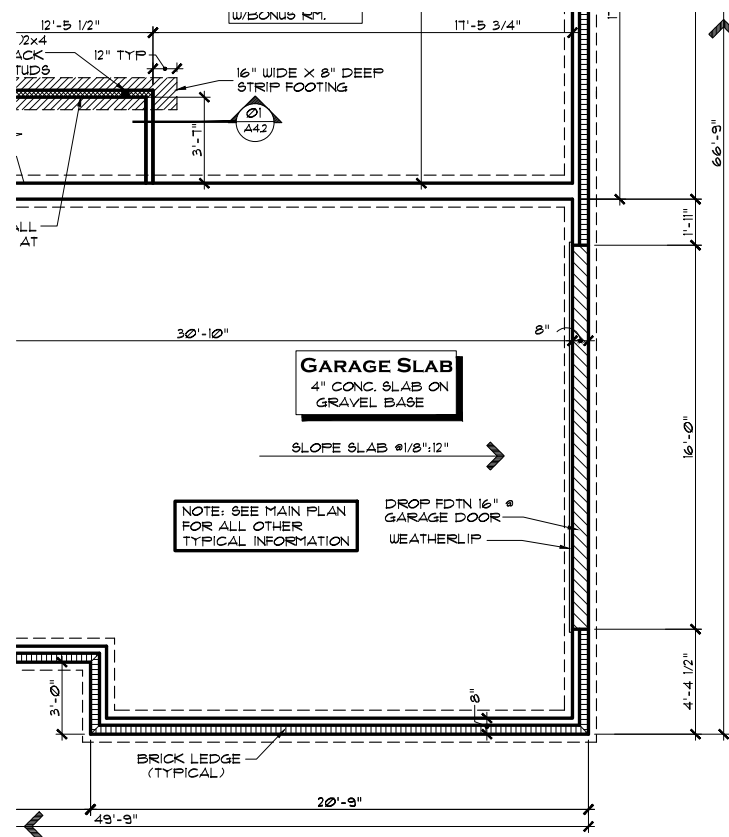 W/BONUS RM.
12'-5 1/2"
17'-5 3/4"
2x4
12" TYP
16" WIDE X 8" DEEP
STRIP FOOTING
01
A4.2
3'-7"
66'-9"
1'-11"
AT
30'-10"
8"
GARAGE SLAB
4" CONC. SLAB ON
GRAVEL BASE
SLOPE SLAB @1/8":12"
16'-0"
NOTE: SEE MAIN PLAN
FOR ALL OTHER
TYPICAL INFORMATION
DROP FDTN 16" @
GARAGE DOOR
WEATHERLIP
3'-0"
8"
4'-4 1/2"
BRICK LEDGE
(TYPICAL)
20'-9"
49'-9"